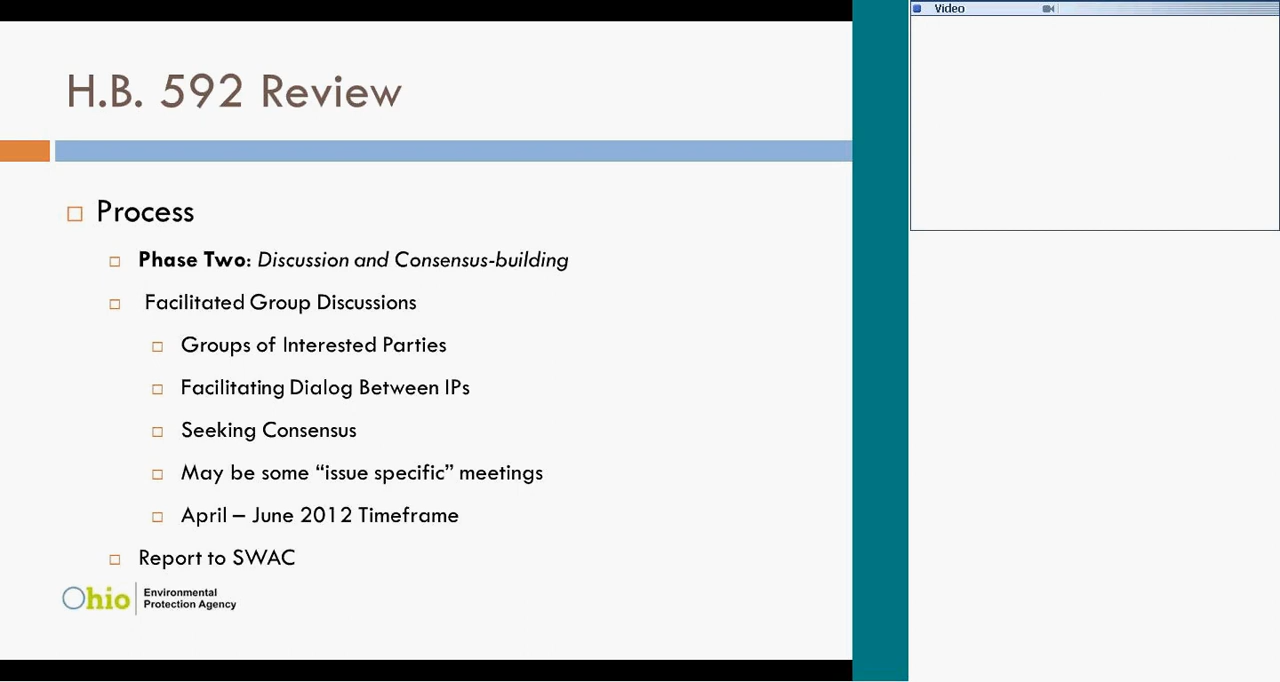 Video
H.B. 592 Review
Process
Phase Two: Discussion and Consensus-building
Facilitated Group Discussions
Groups of Interested Parties
Facilitating Dialog Between IPs
Seeking Consensus
May be some “issue specific” meetings
April – June 2012 Timeframe
Report to SWAC
Ohio
Environmental
Protection Agency